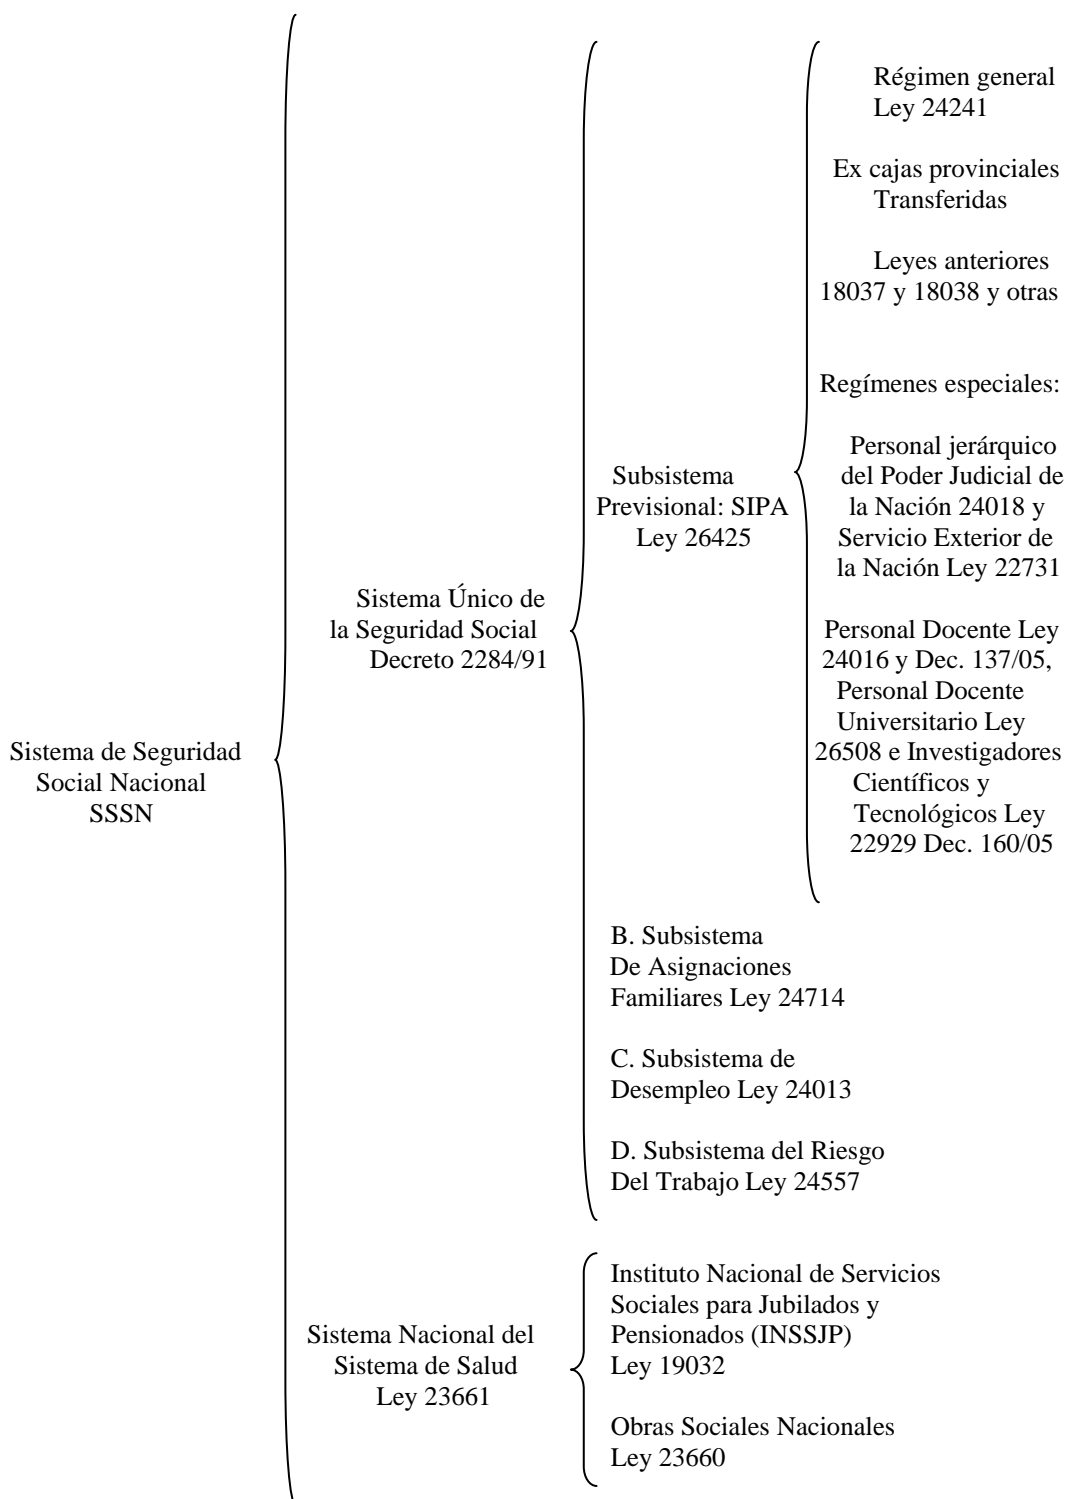 Sistema de Seguridad
Social Nacional
SSSN
Sistema Único de
la Seguridad Social
Decreto 2284/91
Subsistema
Previsional: SIPA
Ley 26425
Régimen general
Ley 24241
Ex cajas provinciales
Transferidas
Leyes anteriores
18037 y 18038 y otras
Regímenes especiales:
Personal jerárquico
del Poder Judicial de
la Nación 24018 y
Servicio Exterior de
la Nación Ley 22731
Personal Docente Ley
24016 y Dec. 137/05,
Personal Docente
Universitario Ley
26508 e Investigadores
Científicos y
Tecnológicos Ley
22929 Dec. 160/05
B. Subsistema
De Asignaciones
Familiares Ley 24714
C. Subsistema de
Desempleo Ley 24013
D. Subsistema del Riesgo
Del Trabajo Ley 24557
Sistema Nacional del
Sistema de Salud
Ley 23661
Instituto Nacional de Servicios
Sociales para Jubilados y
Pensionados (INSSJP)
Ley 19032
Obras Sociales Nacionales
Ley 23660